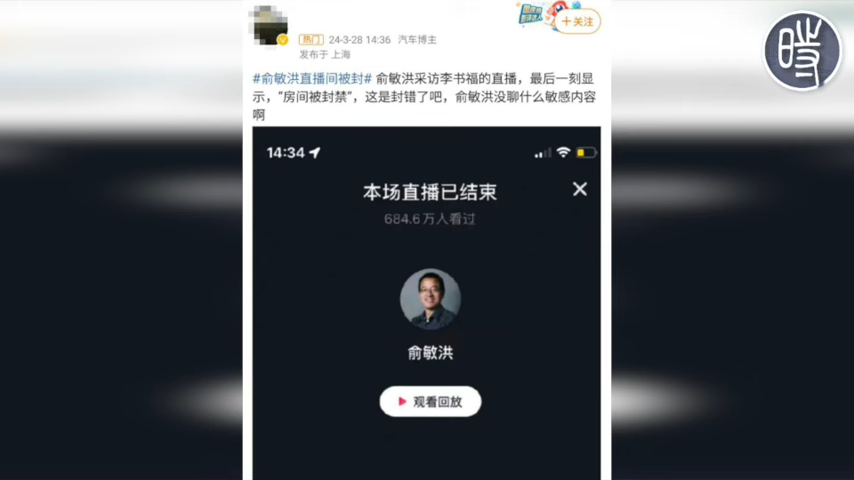 热门 24-3-28 14:36 汽车博主
+关注
发布于 上海
#俞敏洪直播间被封# 俞敏洪采访李书福的直播，最后一刻显
示，“房间被封禁”，这是封错了吧，俞敏洪没聊什么敏感内容
啊
14:34
本场直播已结束
684.6万人看过
俞敏洪
观看回放